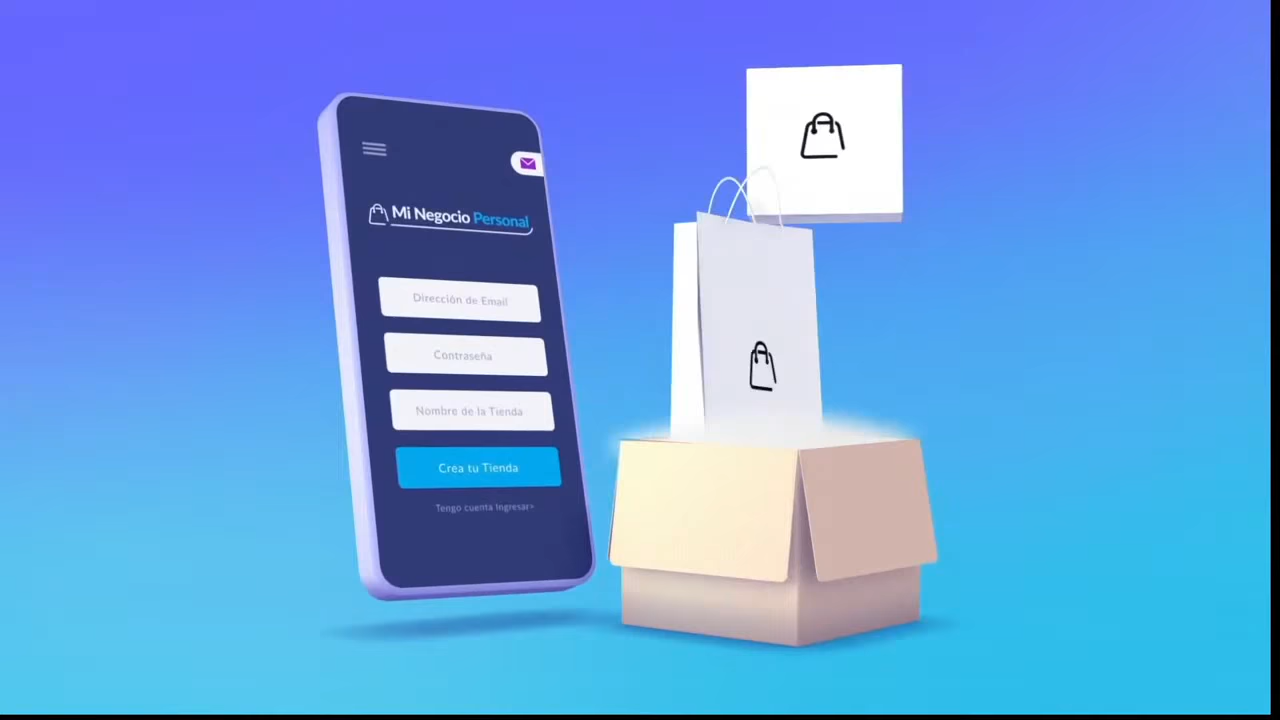 Mi Negocio Personal
Dirección de Email
Contraseña
Nombre de la Tienda
Crea tu Tienda
Tengo cuenta Ingresar>